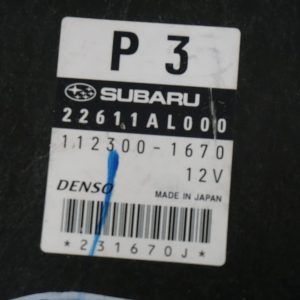 P 3
SUBARU
22611AL000
112300-1670
12V
DENSO MADE IN JAPAN
*231670J*